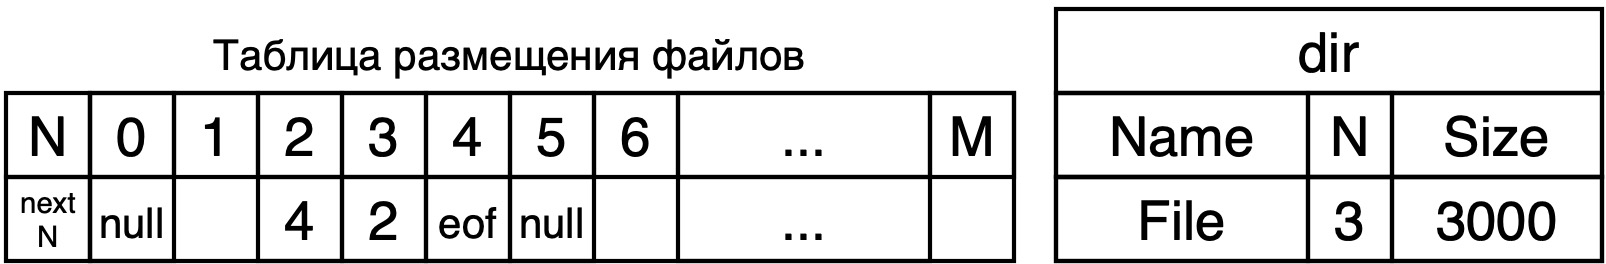 Таблица размещения файлов
N 0 1 2 3 4 5 6 ... M
next N null 4 2 eof null ...
dir
Name N Size
File 3 3000